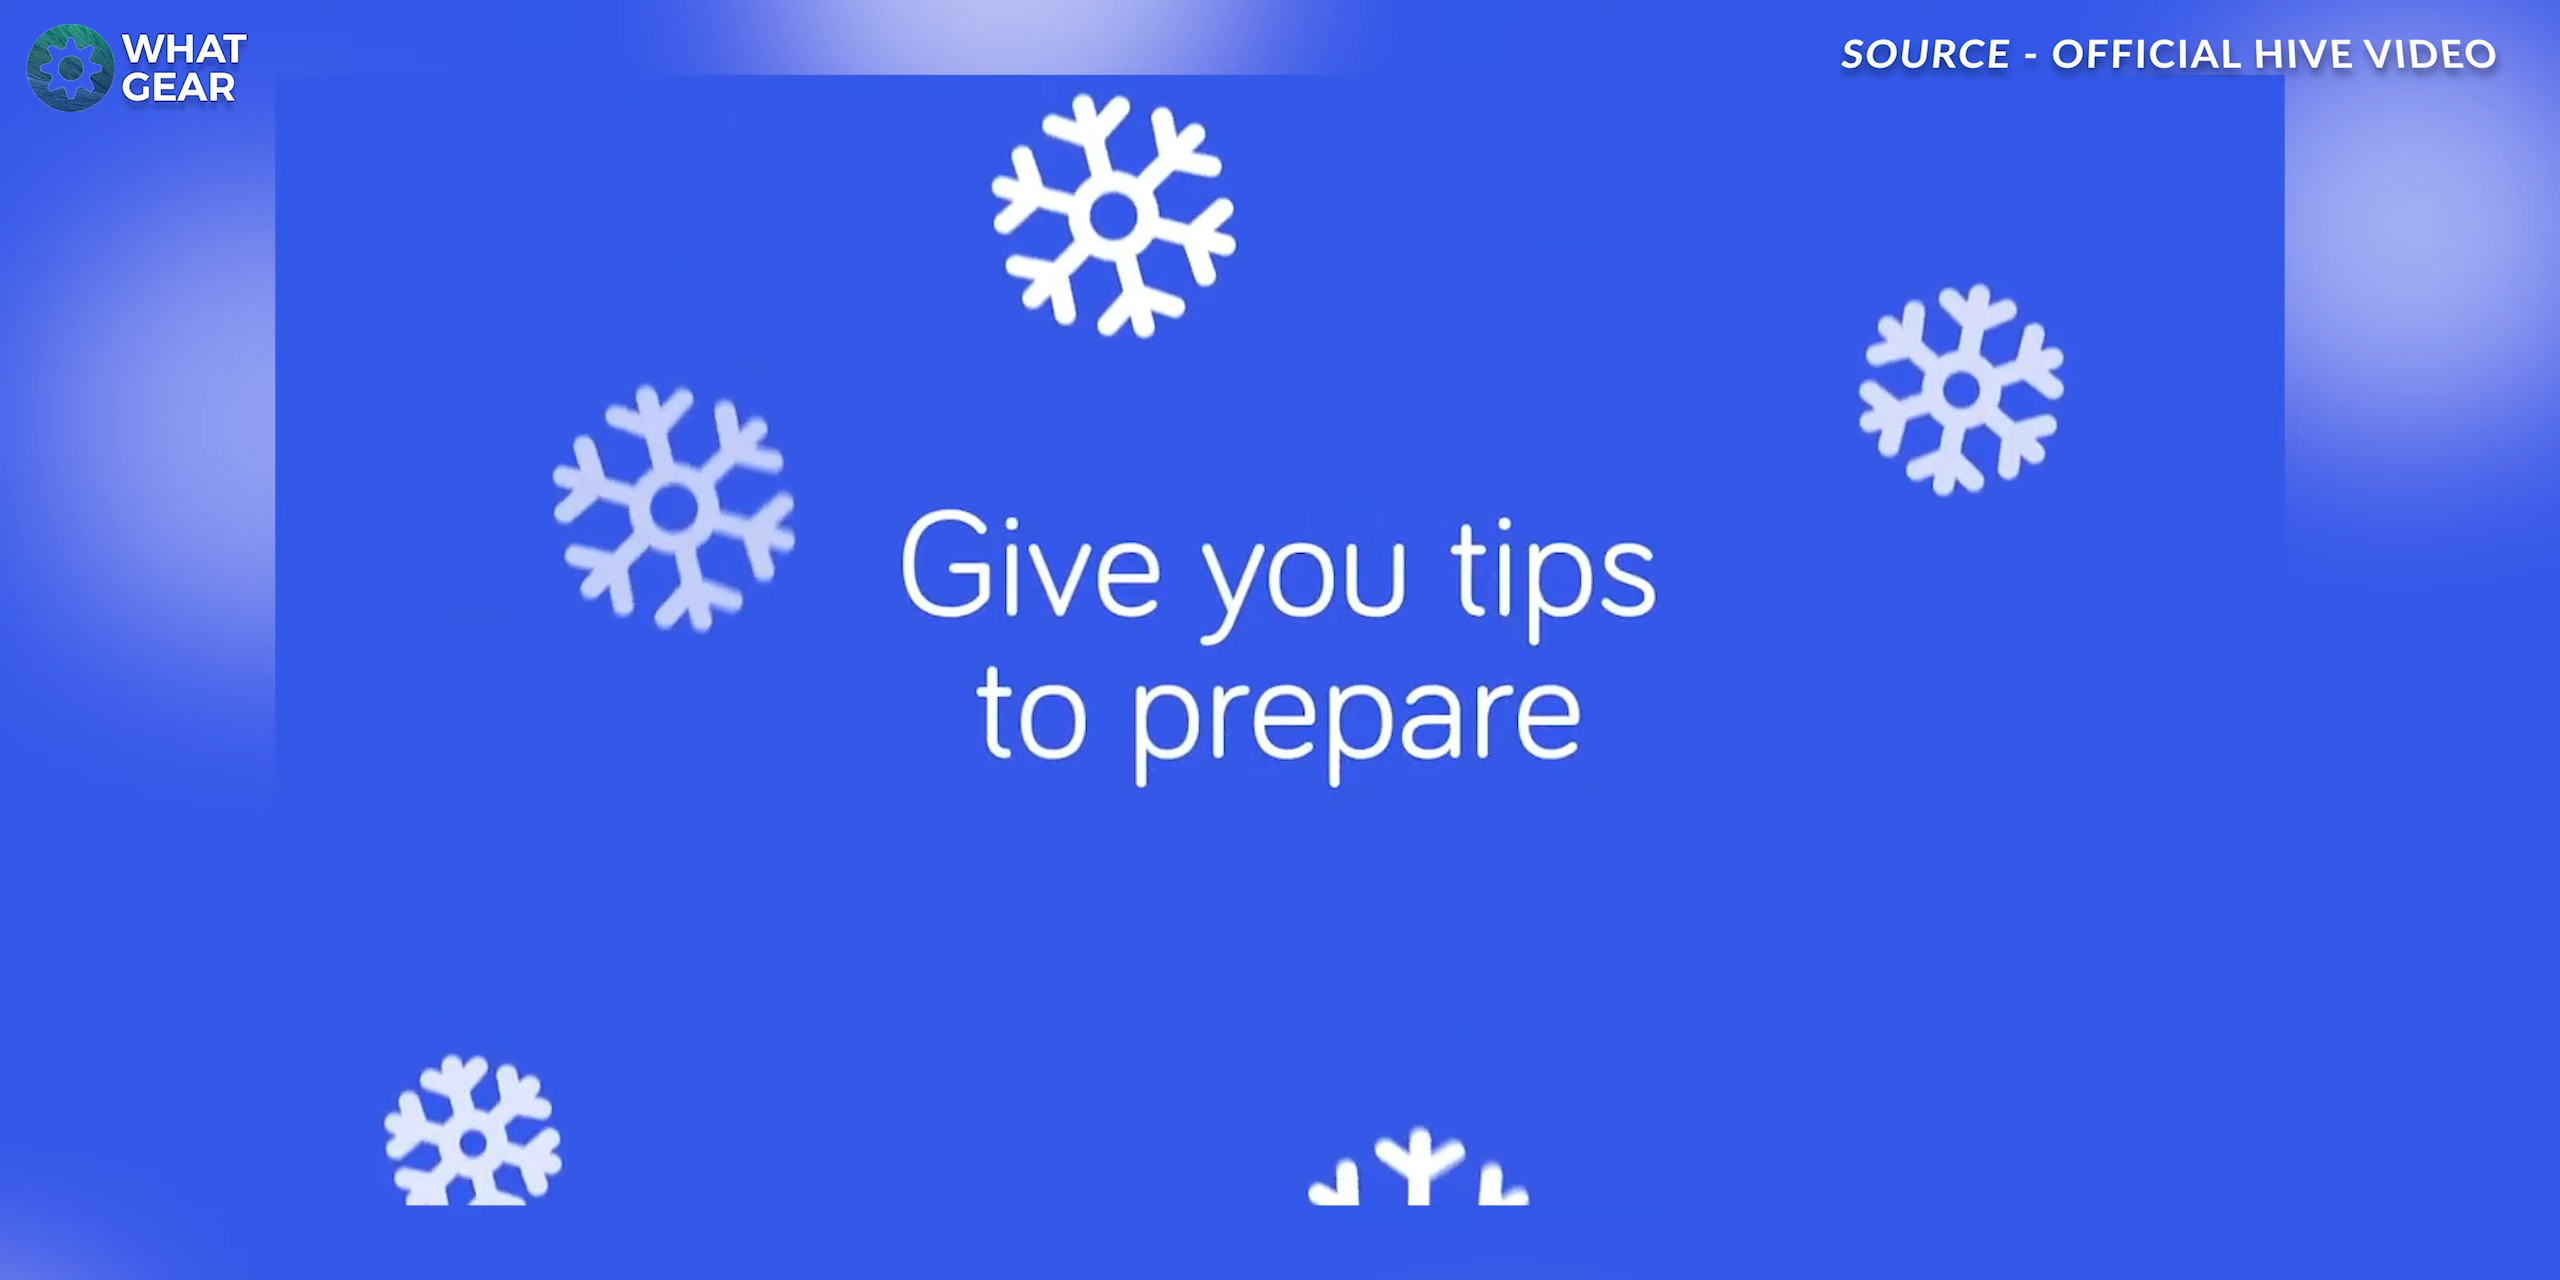 WHAT
GEAR
SOURCE - OFFICIAL HIVE VIDEO
Give you tips
to prepare